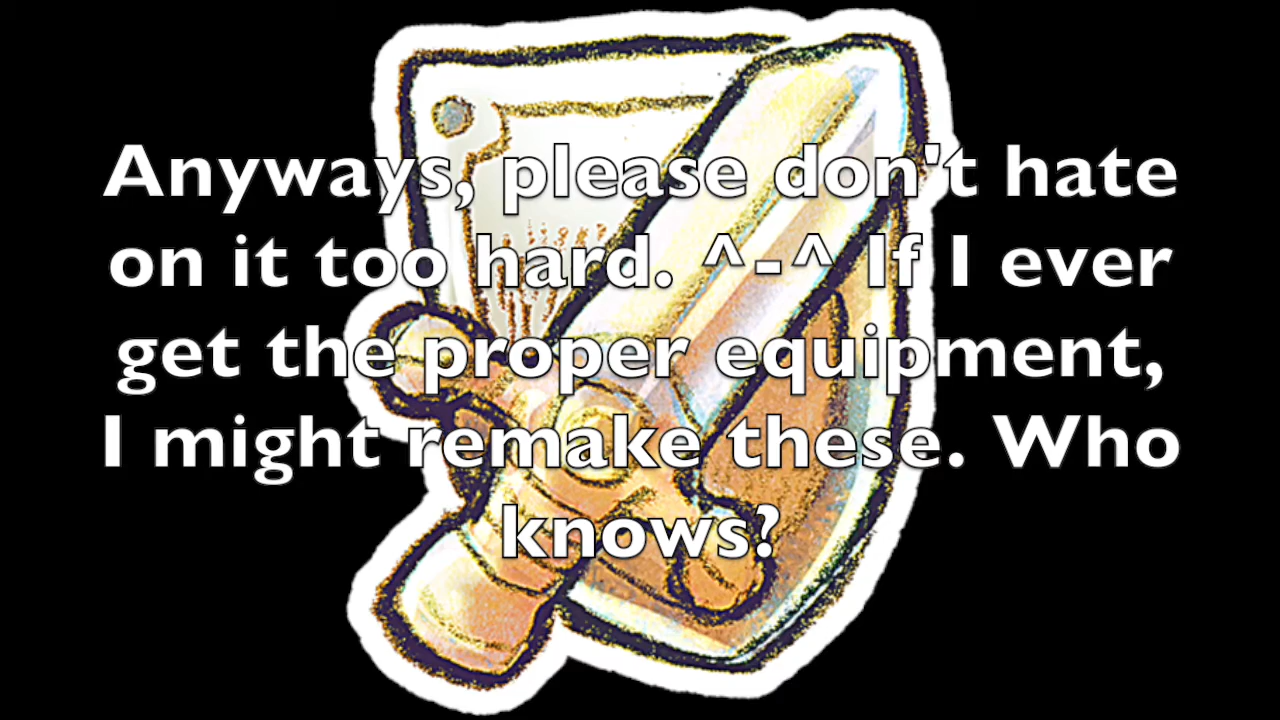 Anyways, please don't hate
on it too hard. ^-^ If I ever
get the proper equipment,
I might remake these. Who
knows?